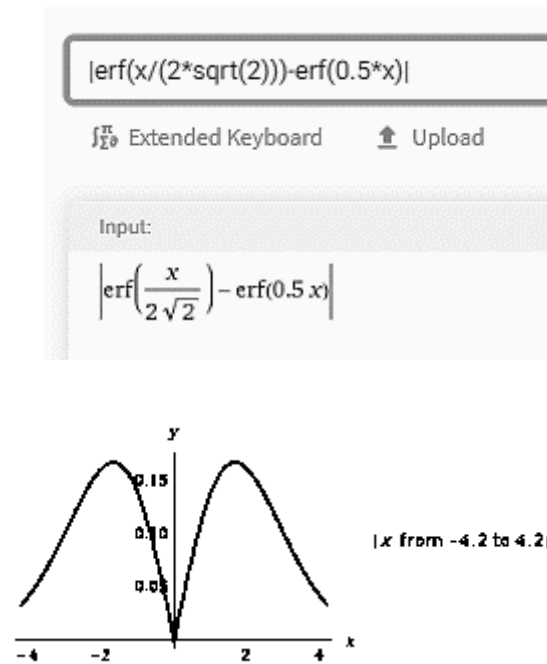 |erf(x/(2*sqrt(2)))-erf(0.5*x)|
∫π Σ∂ Extended Keyboard Upload
Input:
|erf(x/(2√2)) − erf(0.5 x)|
y
0.15
0.10
0.05
(x from -4.2 to 4.2)
-4 -2 2 4 x